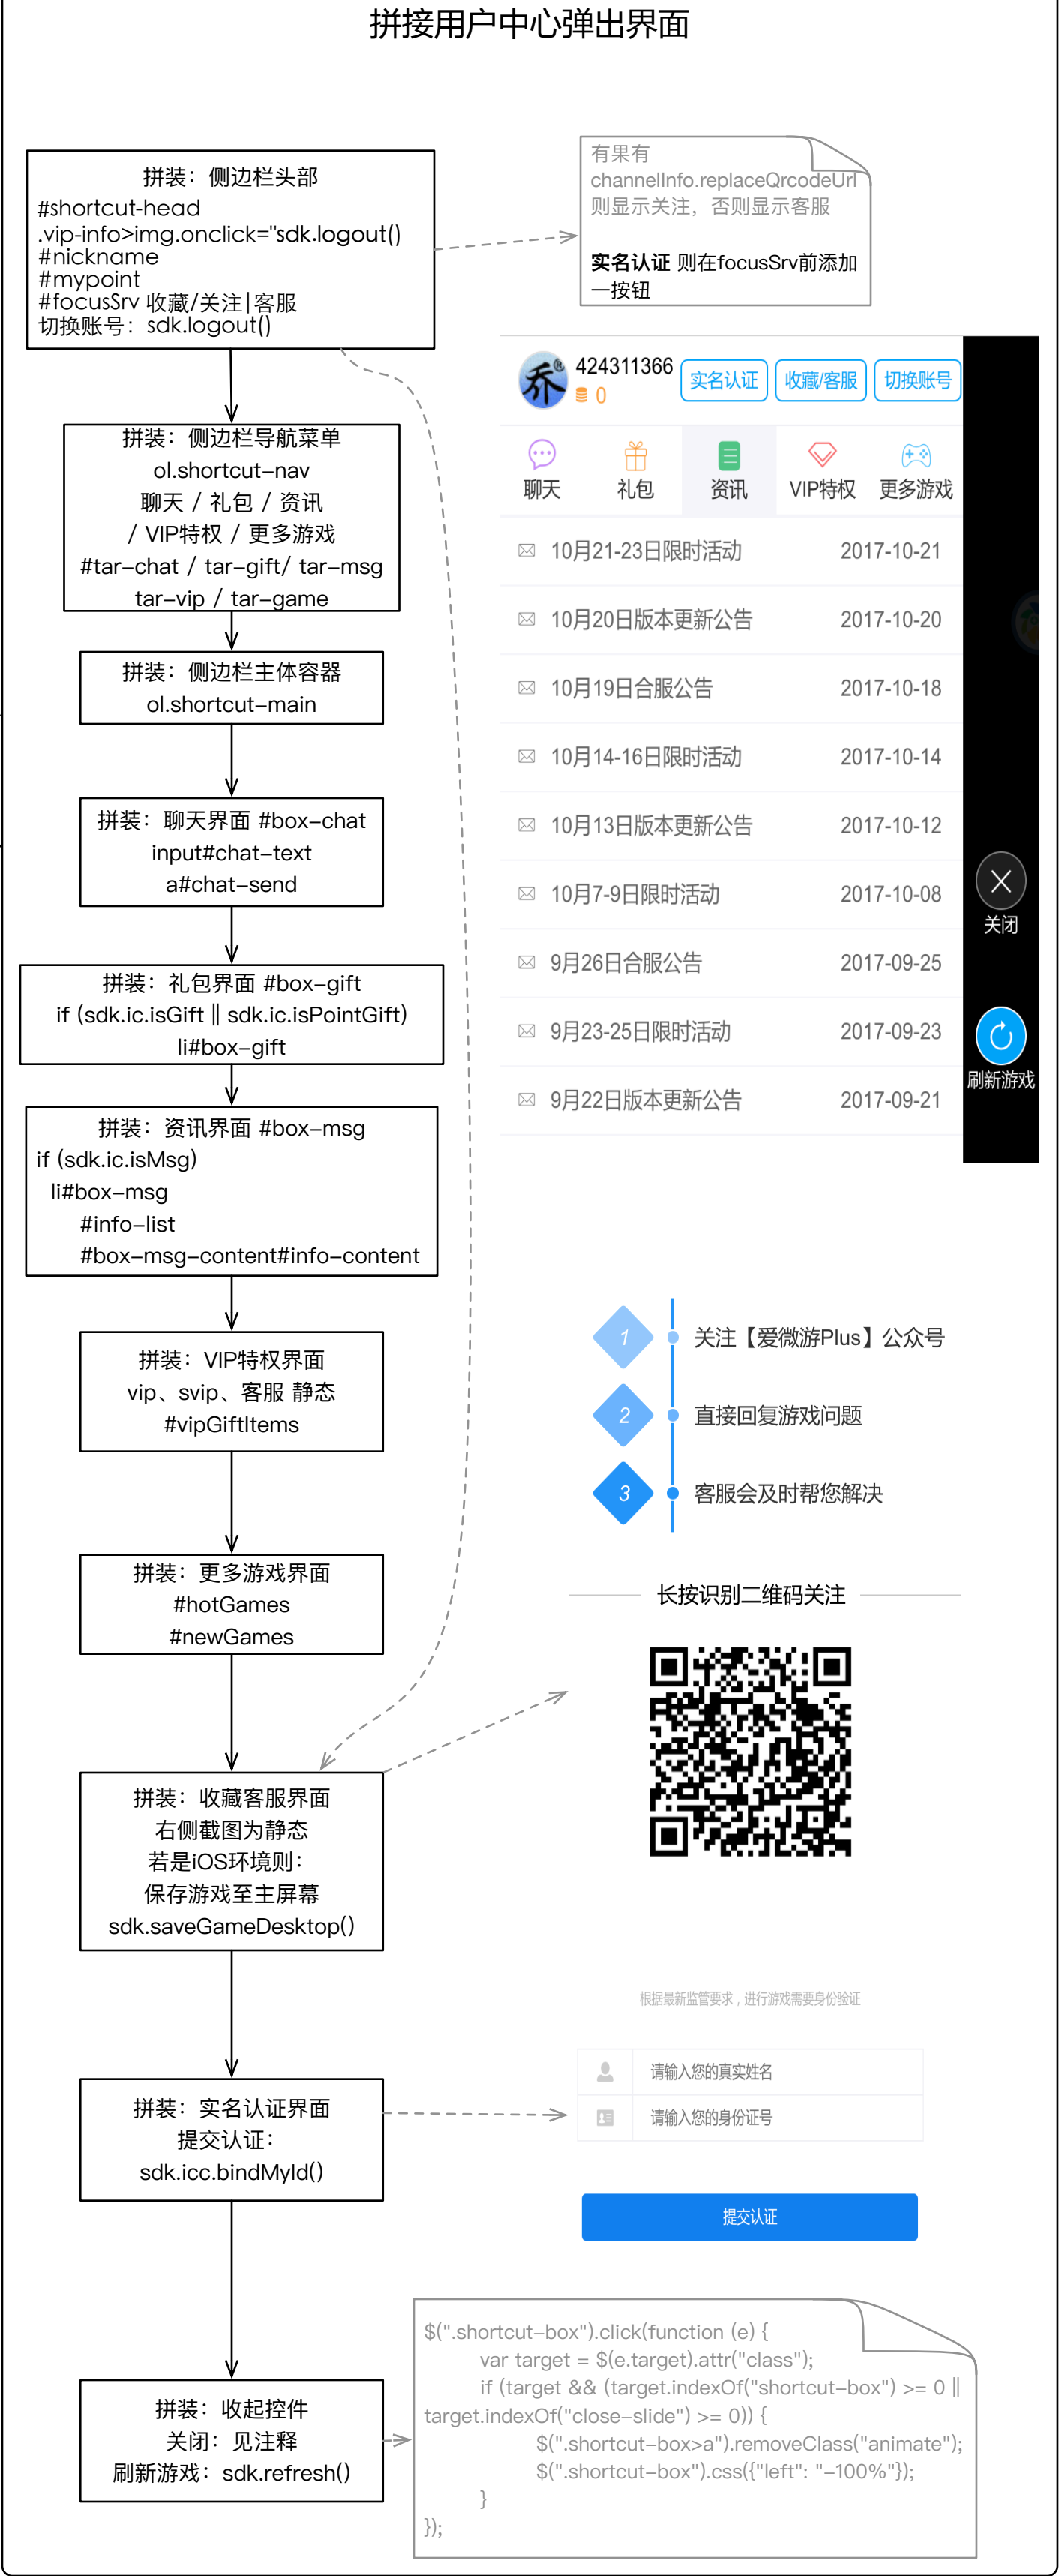 拼接用户中心弹出界面
拼装：侧边栏头部
#shortcut-head
.vip-info>img.onclick="sdk.logout()
#nickname
#mypoint
#focusSrv 收藏/关注|客服
切换账号：sdk.logout()
有果有
channelInfo.replaceQrcodeUrl
则显示关注，否则显示客服
实名认证 则在focusSrv前添加
一按钮
拼装：侧边栏导航菜单
ol.shortcut-nav
聊天 / 礼包 / 资讯
/ VIP特权 / 更多游戏
#tar-chat / tar-gift/ tar-msg
tar-vip / tar-game
拼装：侧边栏主体容器
ol.shortcut-main
拼装：聊天界面 #box-chat
input#chat-text
a#chat-send
拼装：礼包界面 #box-gift
if (sdk.ic.isGift || sdk.ic.isPointGift)
li#box-gift
拼装：资讯界面 #box-msg
if (sdk.ic.isMsg)
li#box-msg
#info-list
#box-msg-content#info-content
拼装：VIP特权界面
vip、svip、客服 静态
#vipGiftItems
拼装：更多游戏界面
#hotGames
#newGames
拼装：收藏客服界面
右侧截图为静态
若是iOS环境则：
保存游戏至主屏幕
sdk.saveGameDesktop()
拼装：实名认证界面
提交认证：
sdk.icc.bindMyId()
拼装：收起控件
关闭：见注释
刷新游戏：sdk.refresh()
乔®
424311366
0
实名认证 收藏/客服 切换账号
聊天 礼包 资讯 VIP特权 更多游戏
10月21-23日限时活动 2017-10-21
10月20日版本更新公告 2017-10-20
10月19日合服公告 2017-10-18
10月14-16日限时活动 2017-10-14
10月13日版本更新公告 2017-10-12
10月7-9日限时活动 2017-10-08
9月26日合服公告 2017-09-25
9月23-25日限时活动 2017-09-23
9月22日版本更新公告 2017-09-21
关闭
刷新游戏
1 关注【爱微游Plus】公众号
2 直接回复游戏问题
3 客服会及时帮您解决
长按识别二维码关注
根据最新监管要求，进行游戏需要身份验证
请输入您的真实姓名
请输入您的身份证号
提交认证
$(".shortcut-box").click(function (e) {
var target = $(e.target).attr("class");
if (target && (target.indexOf("shortcut-box") >= 0 ||
target.indexOf("close-slide") >= 0)) {
$(".shortcut-box>a").removeClass("animate");
$(".shortcut-box").css({"left": "-100%"});
}
});